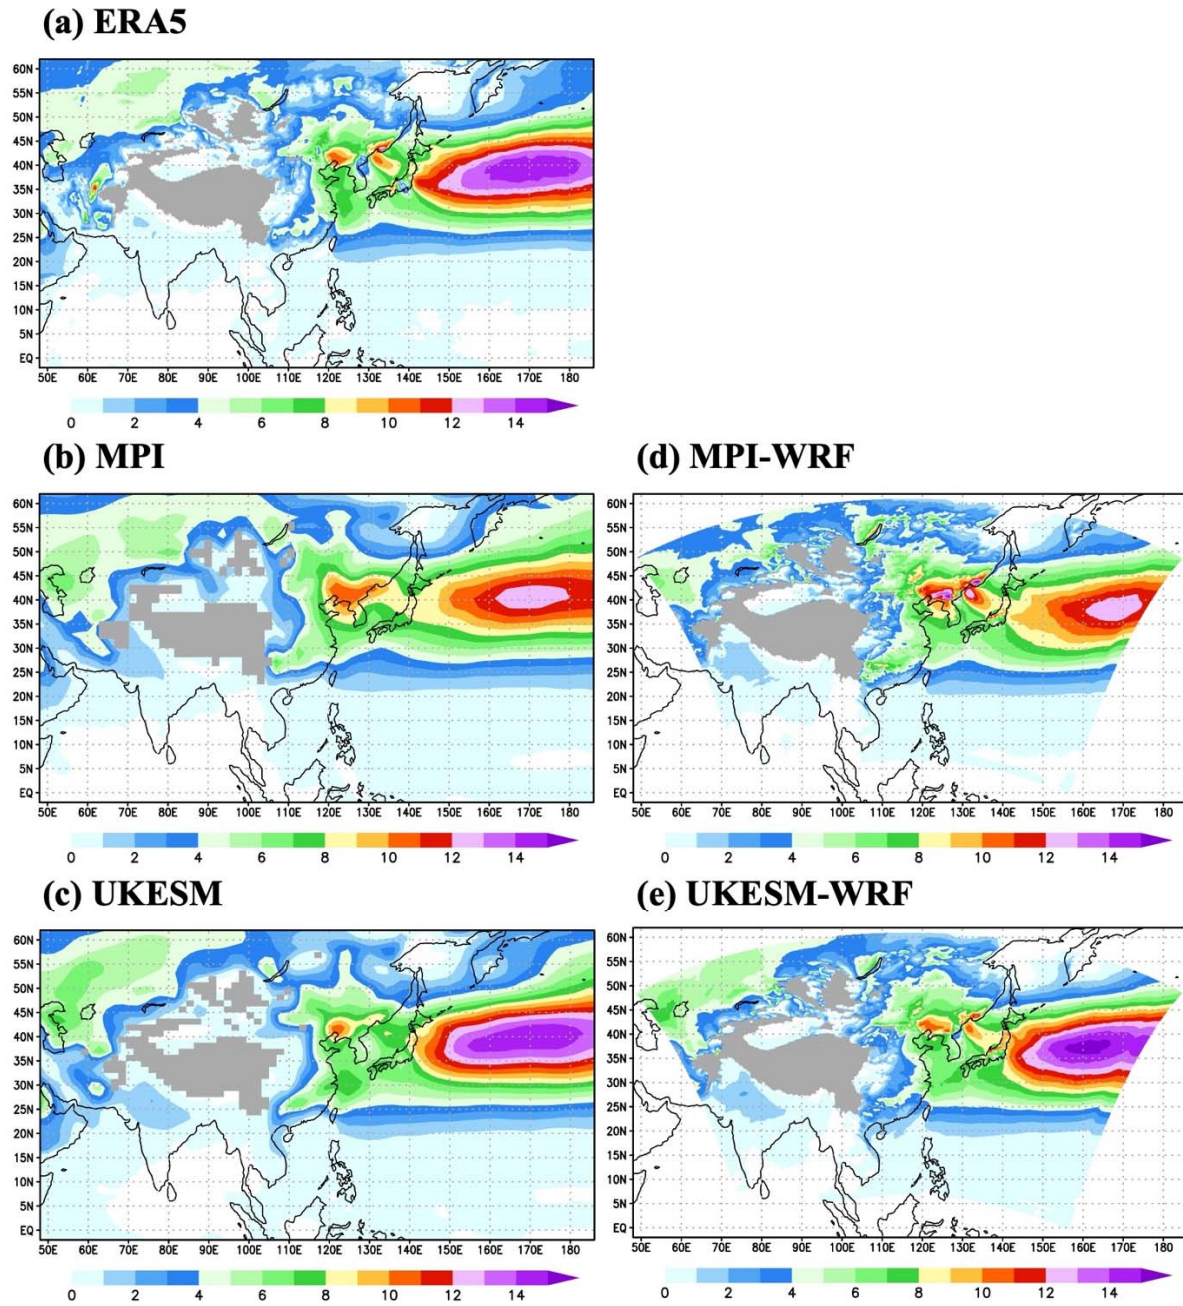 (a) ERA5
60N
55N
50N
45N
40N
35N
30N
25N
20N
15N
10N
5N
EQ
50E 60E 70E 80E 90E 100E 110E 120E 130E 140E 150E 160E 170E 180
0 2 4 6 8 10 12 14
(b) MPI
60N
55N
50N
45N
40N
35N
30N
25N
20N
15N
10N
5N
EQ
50E 60E 70E 80E 90E 100E 110E 120E 130E 140E 150E 160E 170E 180
0 2 4 6 8 10 12 14
(d) MPI-WRF
60N
55N
50N
45N
40N
35N
30N
25N
20N
15N
10N
5N
EQ
50E 60E 70E 80E 90E 100E 110E 120E 130E 140E 150E 160E 170E 180
0 2 4 6 8 10 12 14
(c) UKESM
60N
55N
50N
45N
40N
35N
30N
25N
20N
15N
10N
5N
EQ
50E 60E 70E 80E 90E 100E 110E 120E 130E 140E 150E 160E 170E 180
0 2 4 6 8 10 12 14
(e) UKESM-WRF
60N
55N
50N
45N
40N
35N
30N
25N
20N
15N
10N
5N
EQ
50E 60E 70E 80E 90E 100E 110E 120E 130E 140E 150E 160E 170E 180
0 2 4 6 8 10 12 14